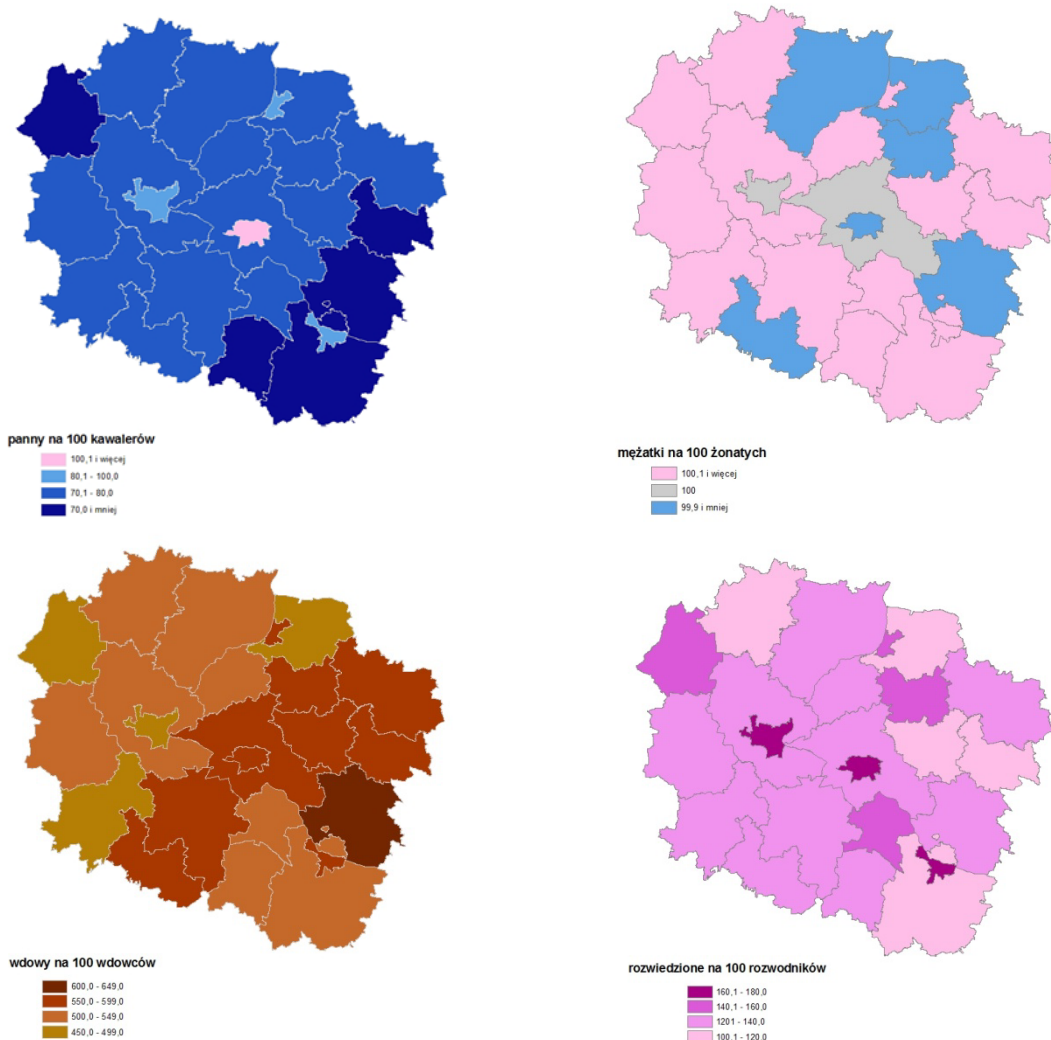 panny na 100 kawalerów
100,1 i więcej
80,1 - 100,0
70,1 - 80,0
70,0 i mniej
mężatki na 100 żonatych
100,1 i więcej
100
99,9 i mniej
wdowy na 100 wdowców
600,0 - 649,0
550,0 - 599,0
500,0 - 549,0
450,0 - 499,0
rozwiedzione na 100 rozwodników
160,1 - 180,0
140,1 - 160,0
1201 - 140,0
100,1 - 120,0